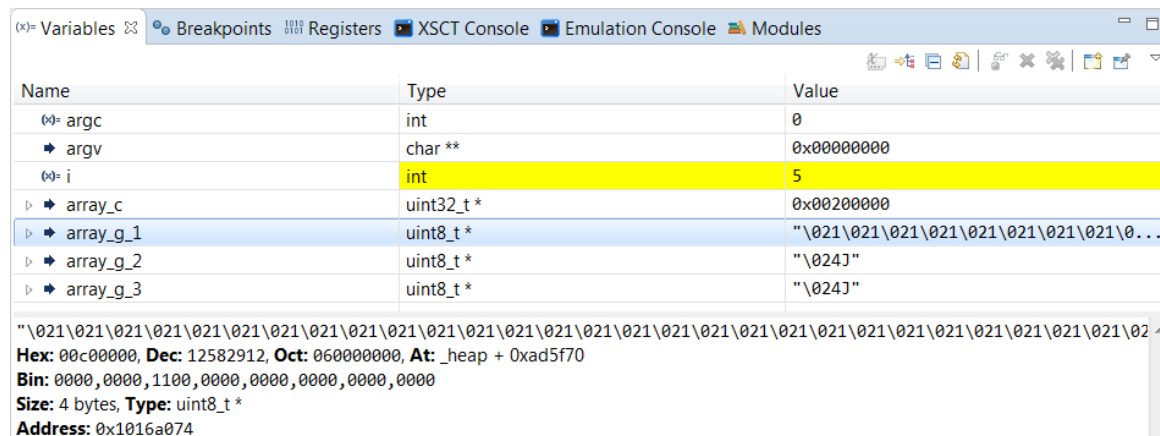 (x)= Variables Breakpoints 1010 0101 Registers XSCT Console Emulation Console Modules
Name Type Value
(x)= argc int 0
argv char ** 0x00000000
(x)= i int 5
array_c uint32_t * 0x00200000
array_g_1 uint8_t * "\021\021\021\021\021\021\021\021\0...
array_g_2 uint8_t * "\024J"
array_g_3 uint8_t * "\024J"
"\021\021\021\021\021\021\021\021\021\021\021\021\021\021\021\021\021\021\021\021\021\021\021\021\021\021\021\02
Hex: 00c00000, Dec: 12582912, Oct: 060000000, At: _heap + 0xad5f70
Bin: 0000,0000,1100,0000,0000,0000,0000,0000
Size: 4 bytes, Type: uint8_t *
Address: 0x1016a074